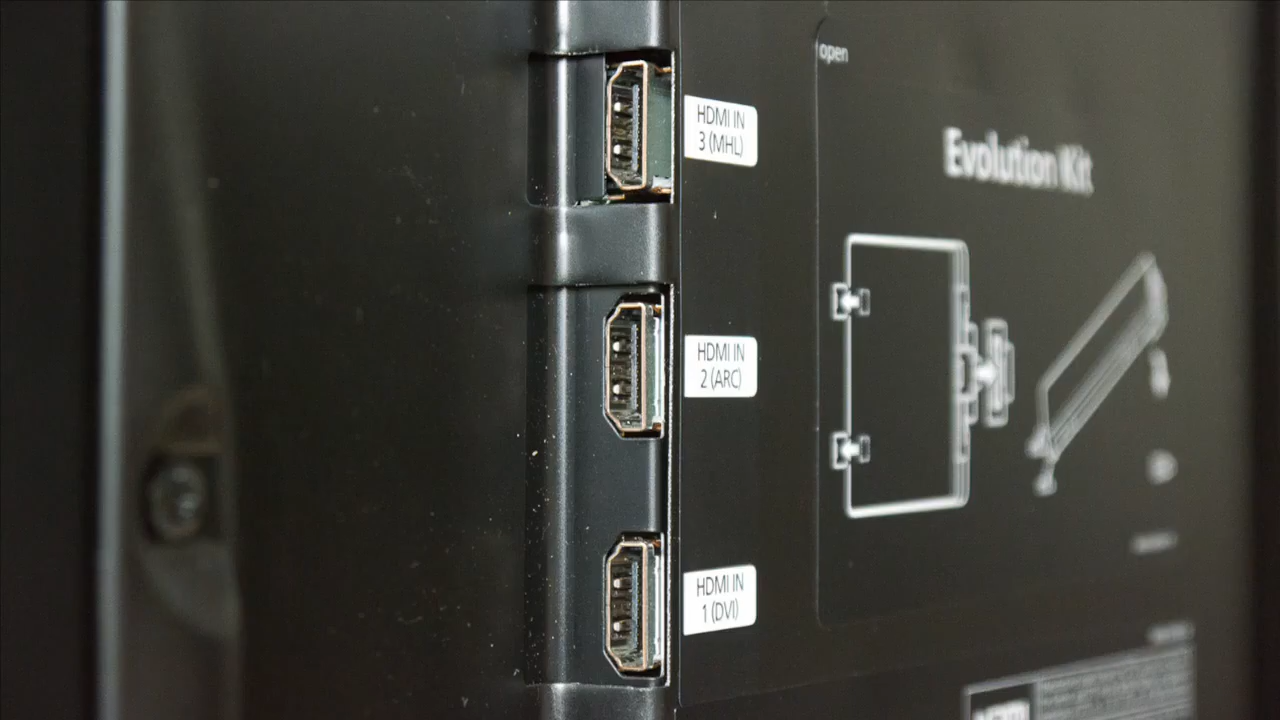 open
HDMI IN
3 (MHL)
Evolution Kit
HDMI IN
2 (ARC)
HDMI IN
1 (DVI)